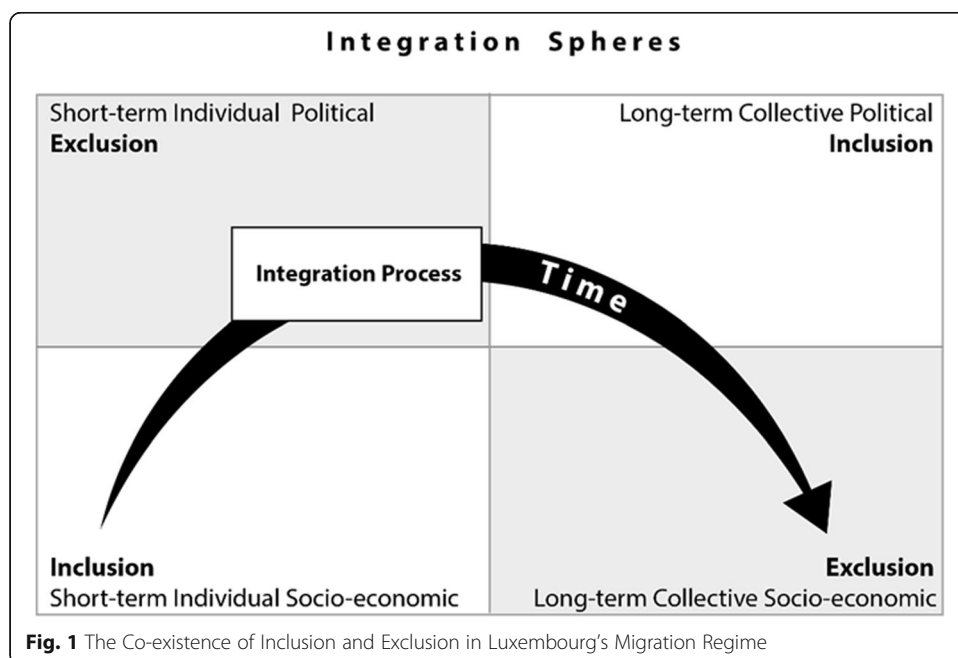 Integration Spheres
Short-term Individual Political
Exclusion
Long-term Collective Political
Inclusion
Integration Process
Time
Inclusion
Short-term Individual Socio-economic
Exclusion
Long-term Collective Socio-economic
Fig. 1 The Co-existence of Inclusion and Exclusion in Luxembourg's Migration Regime